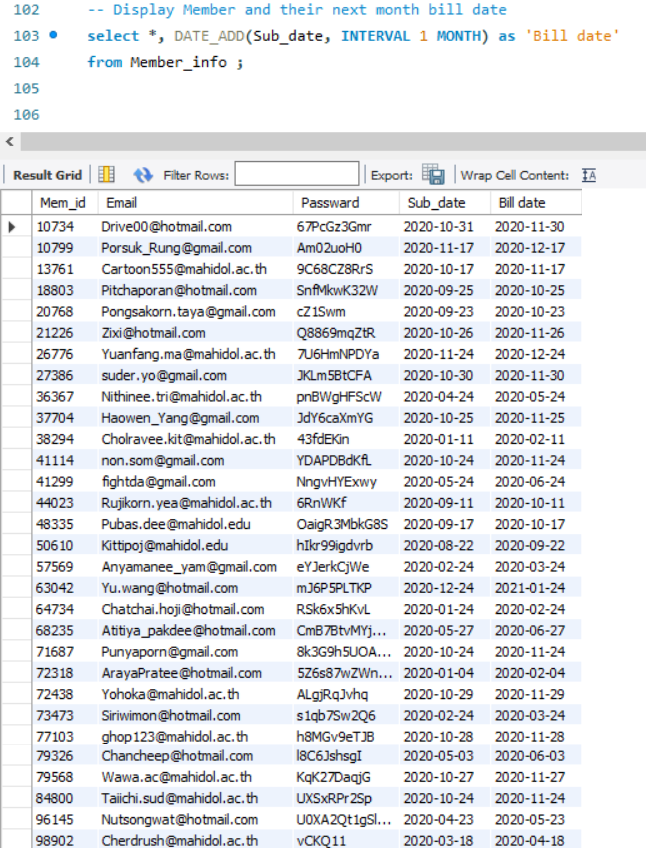 102 -- Display Member and their next month bill date
103 select *, DATE_ADD(Sub_date, INTERVAL 1 MONTH) as 'Bill date'
104 from Member_info ;
105
106
Result Grid Filter Rows: Export: Wrap Cell Content:
Mem_id Email Passward Sub_date Bill date
10734 Drive00@hotmail.com 67PcGz3Gmr 2020-10-31 2020-11-30
10799 Porsuk_Rung@gmail.com Am02uoH0 2020-11-17 2020-12-17
13761 Cartoon555@mahidol.ac.th 9C68CZ8RrS 2020-10-17 2020-11-17
18803 Pitchaporan@hotmail.com SnfMkwK32W 2020-09-25 2020-10-25
20768 Pongsakorn.taya@gmail.com cZ1Swm 2020-09-23 2020-10-23
21226 Zixi@hotmail.com Q8869mqZtR 2020-10-26 2020-11-26
26776 Yuanfang.ma@mahidol.ac.th 7U6HmNPDYa 2020-11-24 2020-12-24
27386 suder.yo@gmail.com JKLm5BtCFA 2020-10-30 2020-11-30
36367 Nithinee.tri@mahidol.ac.th pnBWgHFScW 2020-04-24 2020-05-24
37704 Haowen_Yang@gmail.com JdY6caXmYG 2020-10-25 2020-11-25
38294 Cholravee.kit@mahidol.ac.th 43fdEKin 2020-01-11 2020-02-11
41114 non.som@gmail.com YDAPDBdKfL 2020-10-24 2020-11-24
41299 fightda@gmail.com NngvHYExwy 2020-05-24 2020-06-24
44023 Rujikorn.yea@mahidol.ac.th 6RnWKf 2020-09-11 2020-10-11
48335 Pubas.dee@mahidol.edu OaigR3MbkG8S 2020-09-17 2020-10-17
50610 Kittipoj@mahidol.edu hIkr99igdvrb 2020-08-22 2020-09-22
57569 Anyamanee_yam@gmail.com eYJerkCjWe 2020-02-24 2020-03-24
63042 Yu.wang@hotmail.com mJ6P5PLTKP 2020-12-24 2021-01-24
64734 Chatchai.hoji@hotmail.com RSk6x5hKvL 2020-01-24 2020-02-24
68235 Atitiya_pakdee@hotmail.com CmB7BtvMYj... 2020-05-27 2020-06-27
71687 Punyaporn@gmail.com 8k3G9h5UOA... 2020-10-24 2020-11-24
72318 ArayaPratee@hotmail.com 5Z6s87wZWn... 2020-01-04 2020-02-04
72438 Yohoka@mahidol.ac.th ALgjRqJvhq 2020-10-29 2020-11-29
73473 Siriwimon@hotmail.com s1qb7Sw2Q6 2020-02-24 2020-03-24
77103 ghop123@mahidol.ac.th h8MGv9eTJB 2020-10-28 2020-11-28
79326 Chancheep@hotmail.com l8C6JshsgI 2020-05-03 2020-06-03
79568 Wawa.ac@mahidol.ac.th KqK27DaqjG 2020-10-27 2020-11-27
84800 Taiichi.sud@mahidol.ac.th UXSxRPr2Sp 2020-10-24 2020-11-24
96145 Nutsongwat@hotmail.com U0XA2Qt1gSl... 2020-04-23 2020-05-23
98902 Cherdrush@mahidol.ac.th vCKQ11 2020-03-18 2020-04-18